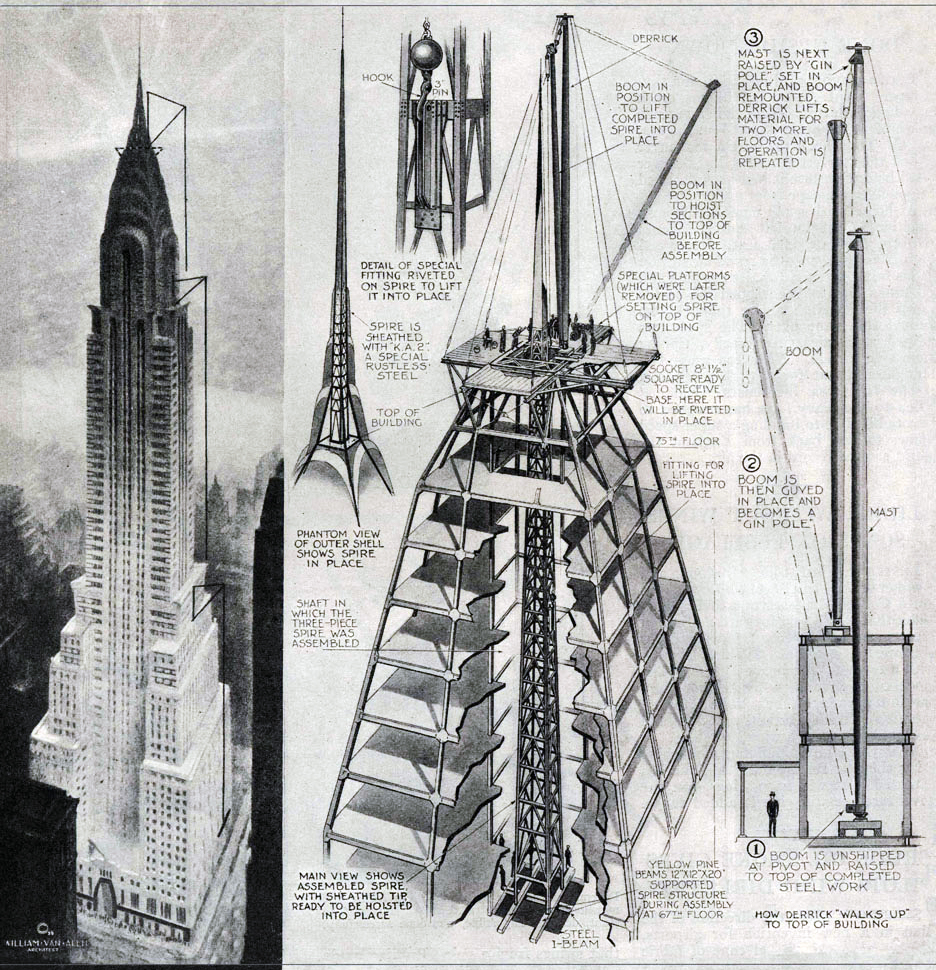 HOOK
3"
PIN
DETAIL OF SPECIAL
FITTING RIVETED
ON SPIRE TO LIFT
IT INTO PLACE
SPIRE IS
SHEATHED
WITH "K.A.2"
A SPECIAL
RUSTLESS
STEEL
TOP OF
BUILDING
PHANTOM VIEW
OF OUTER SHELL
SHOWS SPIRE
IN PLACE
SHAFT IN
WHICH THE
THREE-PIECE
SPIRE WAS
ASSEMBLED
MAIN VIEW SHOWS
ASSEMBLED SPIRE,
WITH SHEATHED TIP,
READY TO BE HOISTED
INTO PLACE
DERRICK
BOOM IN
POSITION
TO LIFT
COMPLETED
SPIRE INTO
PLACE
BOOM IN
POSITION
TO HOIST
SECTIONS
TO TOP OF
BUILDING
BEFORE
ASSEMBLY
SPECIAL PLATFORMS
(WHICH WERE LATER
REMOVED) FOR
SETTING SPIRE
ON TOP OF
BUILDING
SOCKET 8' 1½"
SQUARE READY
TO RECEIVE
BASE. HERE IT
WILL BE RIVETED
IN PLACE
75TH FLOOR
FITTING FOR
LIFTING
SPIRE INTO
PLACE
YELLOW PINE
BEAMS 12"X12"X20'
SUPPORTED
SPIRE STRUCTURE
DURING ASSEMBLY
AT 67TH FLOOR
STEEL
I-BEAM
3
MAST IS NEXT
RAISED BY "GIN
POLE", SET IN
PLACE, AND BOOM
REMOUNTED.
DERRICK LIFTS
MATERIAL FOR
TWO MORE
FLOORS AND
OPERATION IS
REPEATED
BOOM
2
BOOM IS
THEN GUYED
IN PLACE AND
BECOMES A
"GIN POLE"
MAST
1 BOOM IS UNSHIPPED
AT PIVOT AND RAISED
TO TOP OF COMPLETED
STEEL WORK
HOW DERRICK "WALKS UP"
TO TOP OF BUILDING
WILLIAM·VAN·ALEN
ARCHITECT